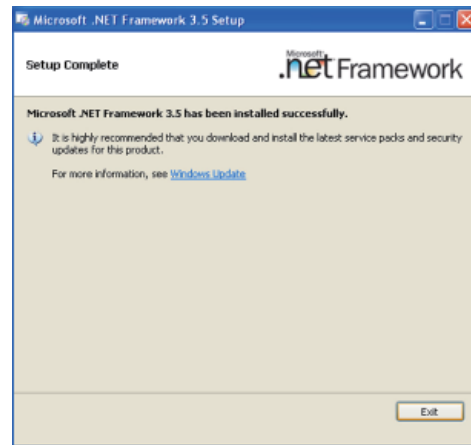 Microsoft .NET Framework 3.5 Setup
Setup Complete
Microsoft
.net Framework
Microsoft .NET Framework 3.5 has been installed successfully.
It is highly recommended that you download and install the latest service packs and security
updates for this product.
For more information, see Windows Update
Exit